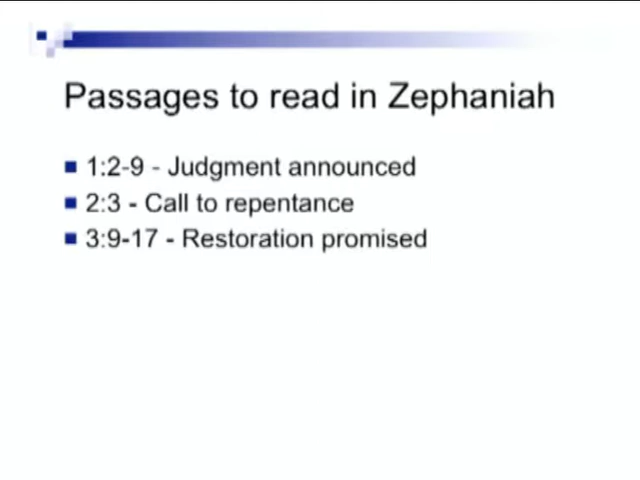 Passages to read in Zephaniah
1:2-9 - Judgment announced
2:3 - Call to repentance
3:9-17 - Restoration promised